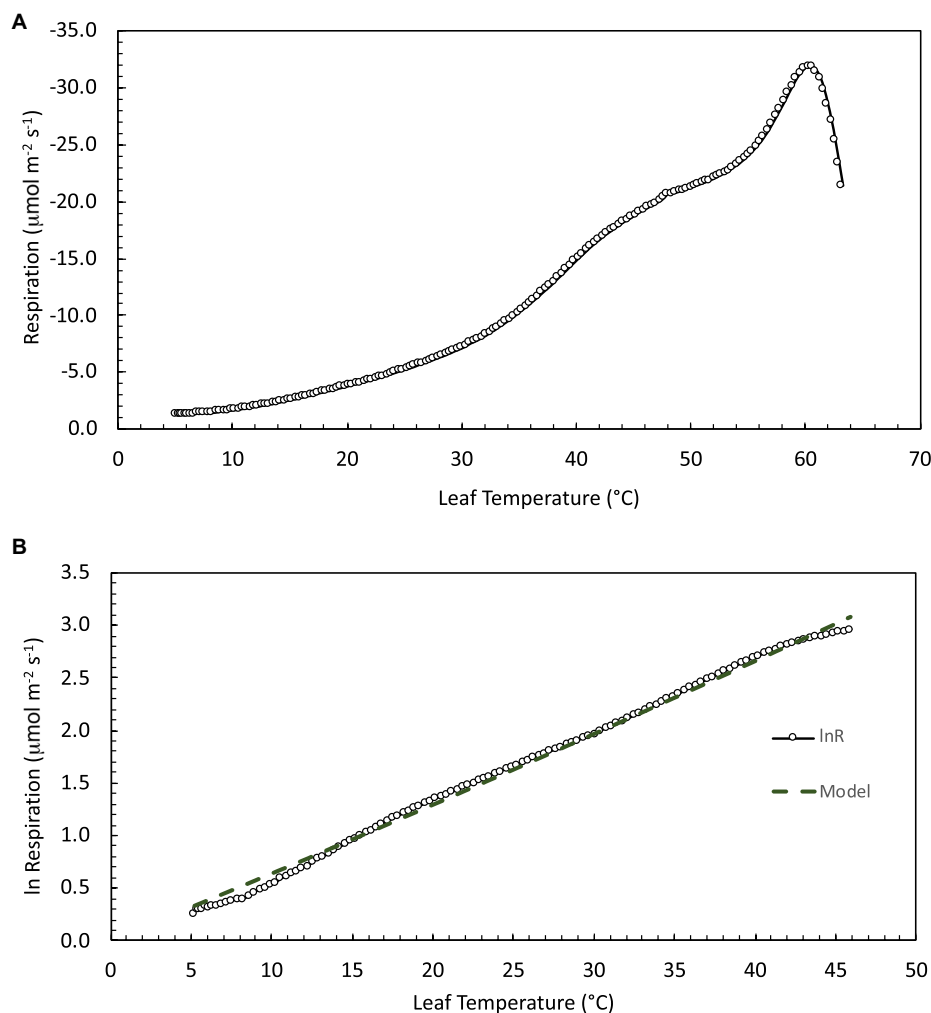 A
-35.0
-30.0
-25.0
-20.0
-15.0
-10.0
-5.0
0.0
Respiration (μmol m-2 s-1)
0 10 20 30 40 50 60 70
Leaf Temperature (°C)
B
3.5
3.0
2.5
2.0
1.5
1.0
0.5
0.0
ln Respiration (μmol m-2 s-1)
lnR
Model
0 5 10 15 20 25 30 35 40 45 50
Leaf Temperature (°C)